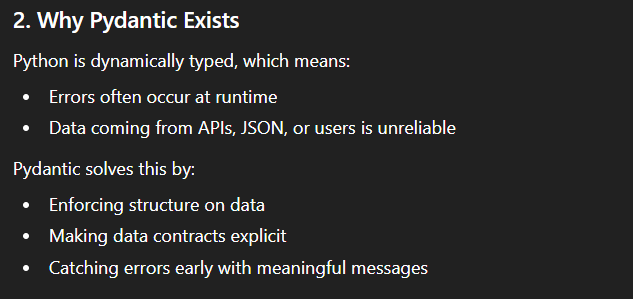 2. Why Pydantic Exists
Python is dynamically typed, which means:
• Errors often occur at runtime
• Data coming from APIs, JSON, or users is unreliable
Pydantic solves this by:
• Enforcing structure on data
• Making data contracts explicit
• Catching errors early with meaningful messages